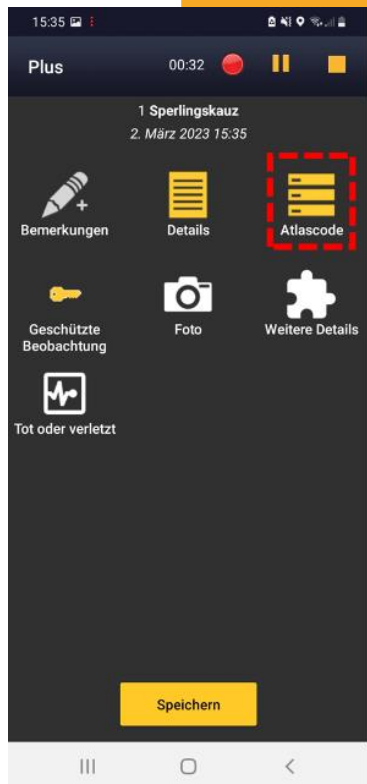 15:35
Plus
00:32
1 Sperlingskauz
2. März 2023 15:35
Bemerkungen
Details
Atlascode
Geschützte
Beobachtung
Foto
Weitere Details
Tot oder verletzt
Speichern